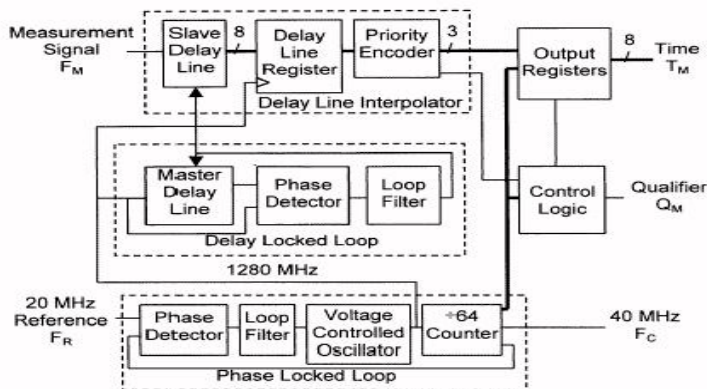 Measurement
Signal
FM
Slave
Delay
Line
8
Delay
Line
Register
Priority
Encoder
3
Output
Registers
8
Time
TM
Delay Line Interpolator
Master
Delay
Line
Phase
Detector
Loop
Filter
Control
Logic
Qualifier
QM
Delay Locked Loop
1280 MHz
20 MHz
Reference
FR
Phase
Detector
Loop
Filter
Voltage
Controlled
Oscillator
÷64
Counter
40 MHz
FC
Phase Locked Loop